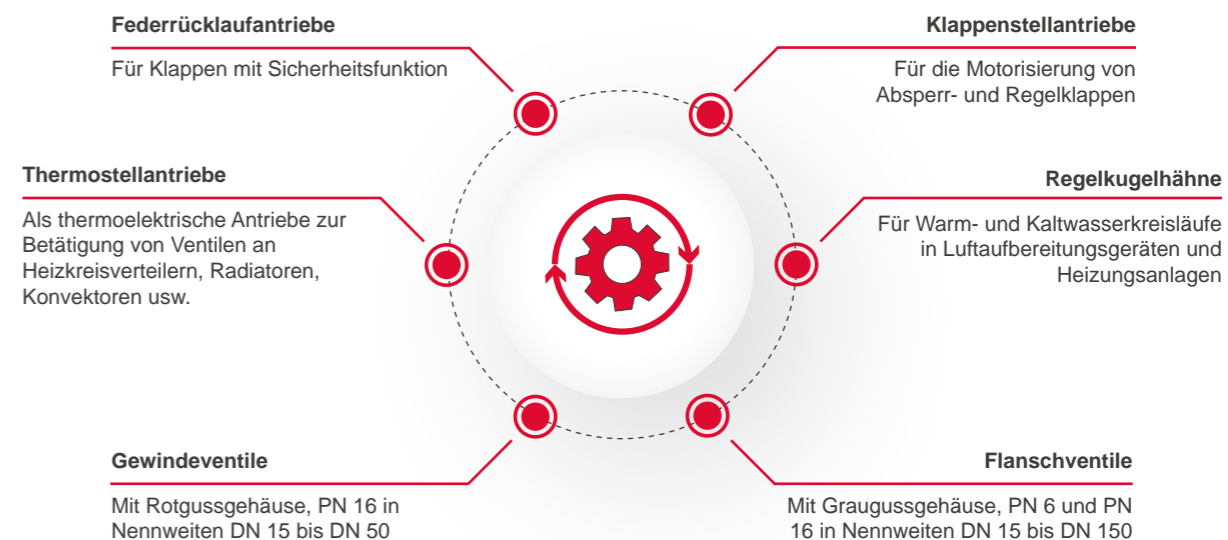 Federrücklaufantriebe
Für Klappen mit Sicherheitsfunktion
Klappenstellantriebe
Für die Motorisierung von
Absperr- und Regelklappen
Thermostellantriebe
Als thermoelektrische Antriebe zur
Betätigung von Ventilen an
Heizkreisverteilern, Radiatoren,
Konvektoren usw.
Regelkugelhähne
Für Warm- und Kaltwasserkreisläufe
in Luftaufbereitungsgeräten und
Heizungsanlagen
Gewindeventile
Mit Rotgussgehäuse, PN 16 in
Nennweiten DN 15 bis DN 50
Flanschventile
Mit Graugussgehäuse, PN 6 und PN
16 in Nennweiten DN 15 bis DN 150